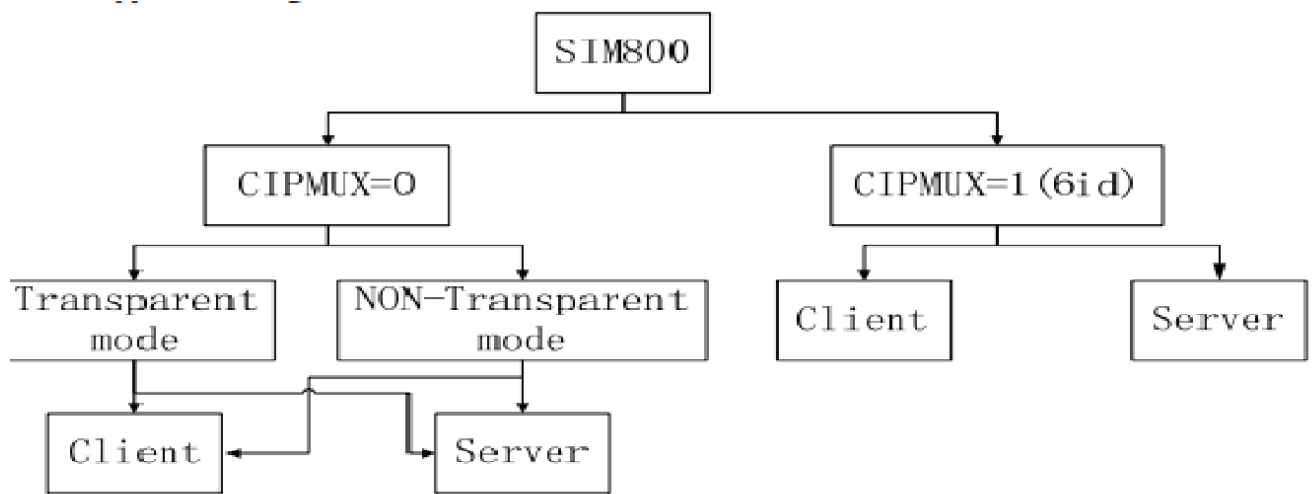 SIM800
CIPMUX=0
CIPMUX=1(6id)
Transparent
mode
NON-Transparent
mode
Client
Server
Client
Server